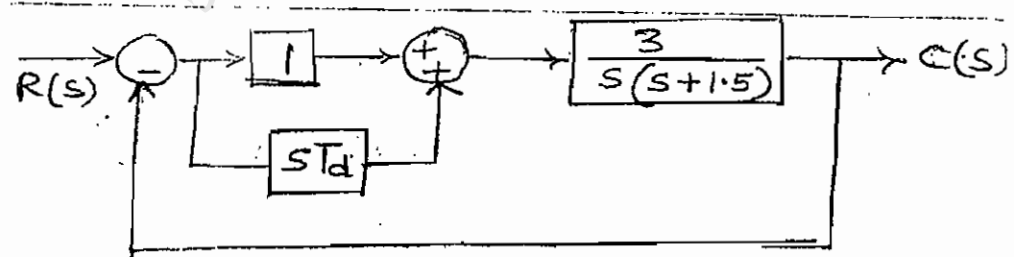 R(s)
-
1
+
+
3
s(s+1.5)
C(s)
sTd